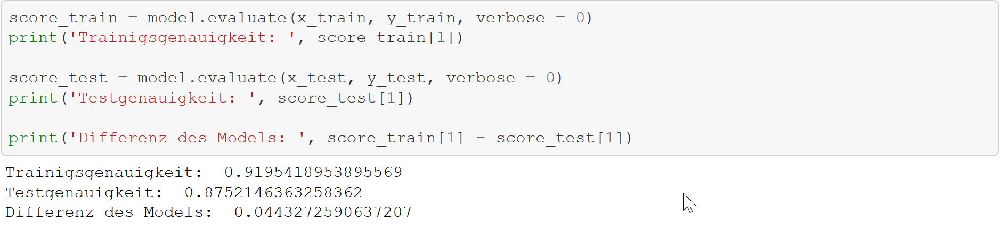 score_train = model.evaluate(x_train, y_train, verbose = 0)
print('Trainigsgenauigkeit: ', score_train[1])
score_test = model.evaluate(x_test, y_test, verbose = 0)
print('Testgenauigkeit: ', score_test[1])
print('Differenz des Models: ', score_train[1] - score_test[1])
Trainigsgenauigkeit:  0.9195418953895569
Testgenauigkeit:  0.8752146363258362
Differenz des Models:  0.0443272590637207